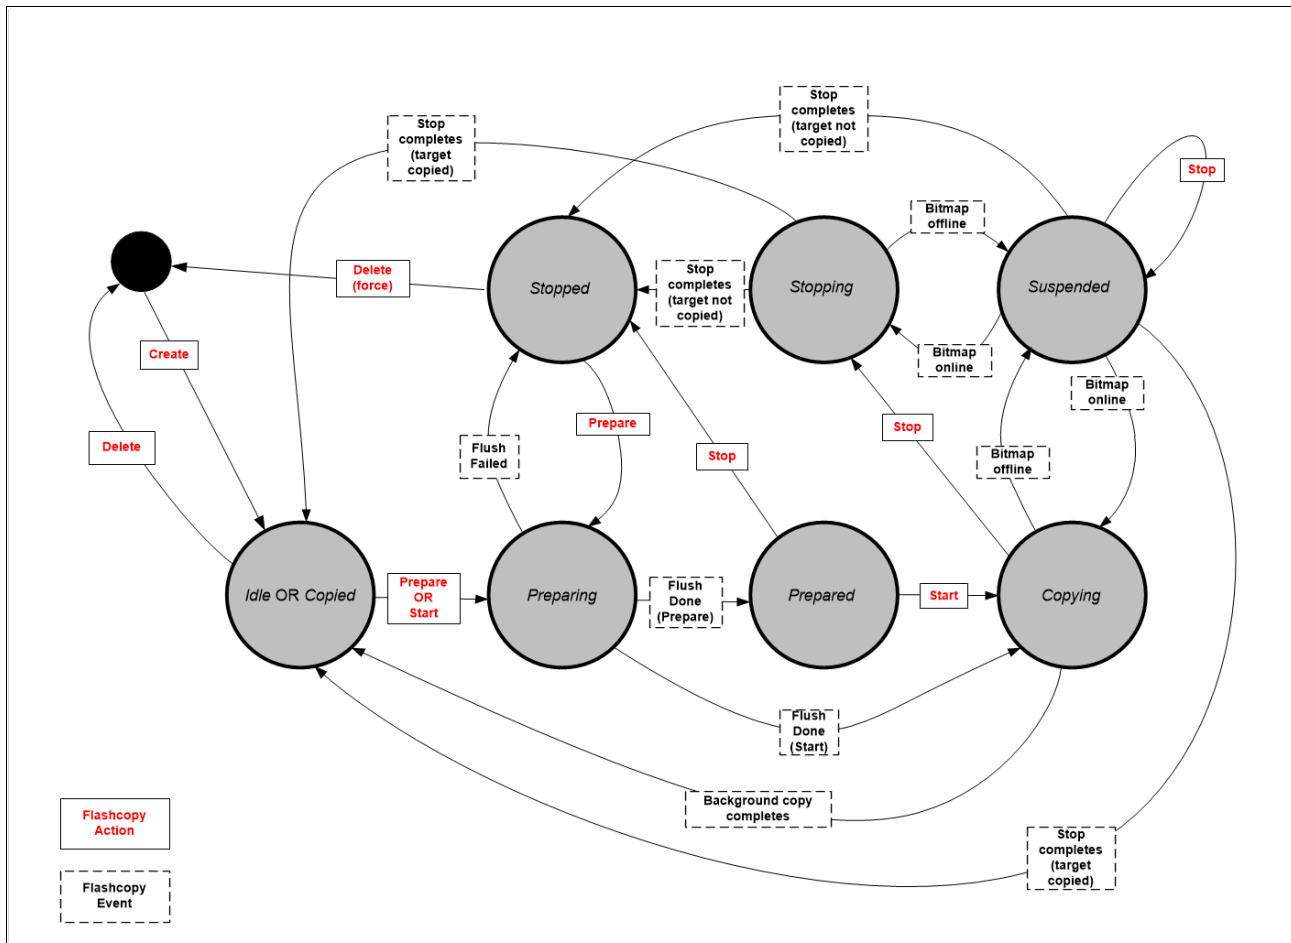 Stop
completes
(target not
copied)
Stop
completes
(target
copied)
Stop
Bitmap
offline
Delete
(force)
Stopped
Stop
completes
(target not
copied)
Stopping
Suspended
Create
Bitmap
online
Bitmap
online
Delete
Flush
Failed
Prepare
Stop
Stop
Bitmap
offline
Idle OR Copied
Prepare
OR
Start
Preparing
Flush
Done
(Prepare)
Prepared
Start
Copying
Flush
Done
(Start)
Background copy
completes
Flashcopy
Action
Stop
completes
(target
copied)
Flashcopy
Event